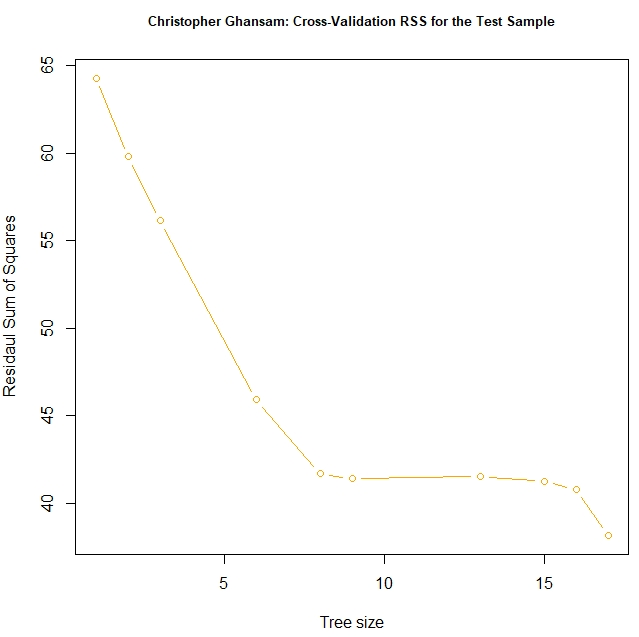 Christopher Ghansam: Cross-Validation RSS for the Test Sample
65
60
55
50
45
40
Residaul Sum of Squares
5 10 15
Tree size